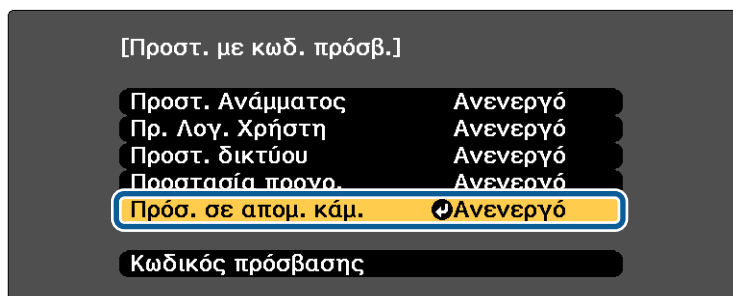 [Προστ. με κωδ. πρόσβ.]
Προστ. Ανάμματος Ανενεργό
Πρ. Λογ. Χρήστη Ανενεργό
Προστ. δικτύου Ανενεργό
Προστασία προγρ. Ανενεργό
Πρόσ. σε απομ. κάμ. Ανενεργό
Κωδικός πρόσβασης